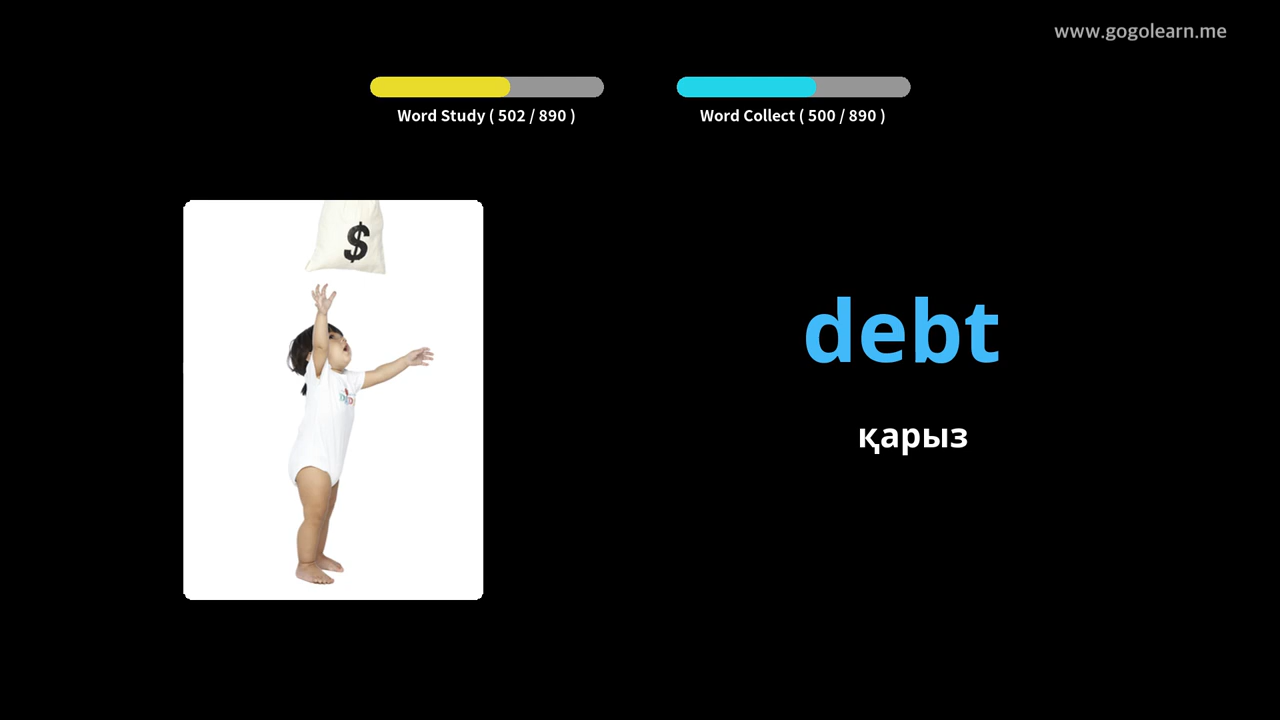 www.gogolearn.me
Word Study ( 502 / 890 )
Word Collect ( 500 / 890 )
$
debt
қарыз